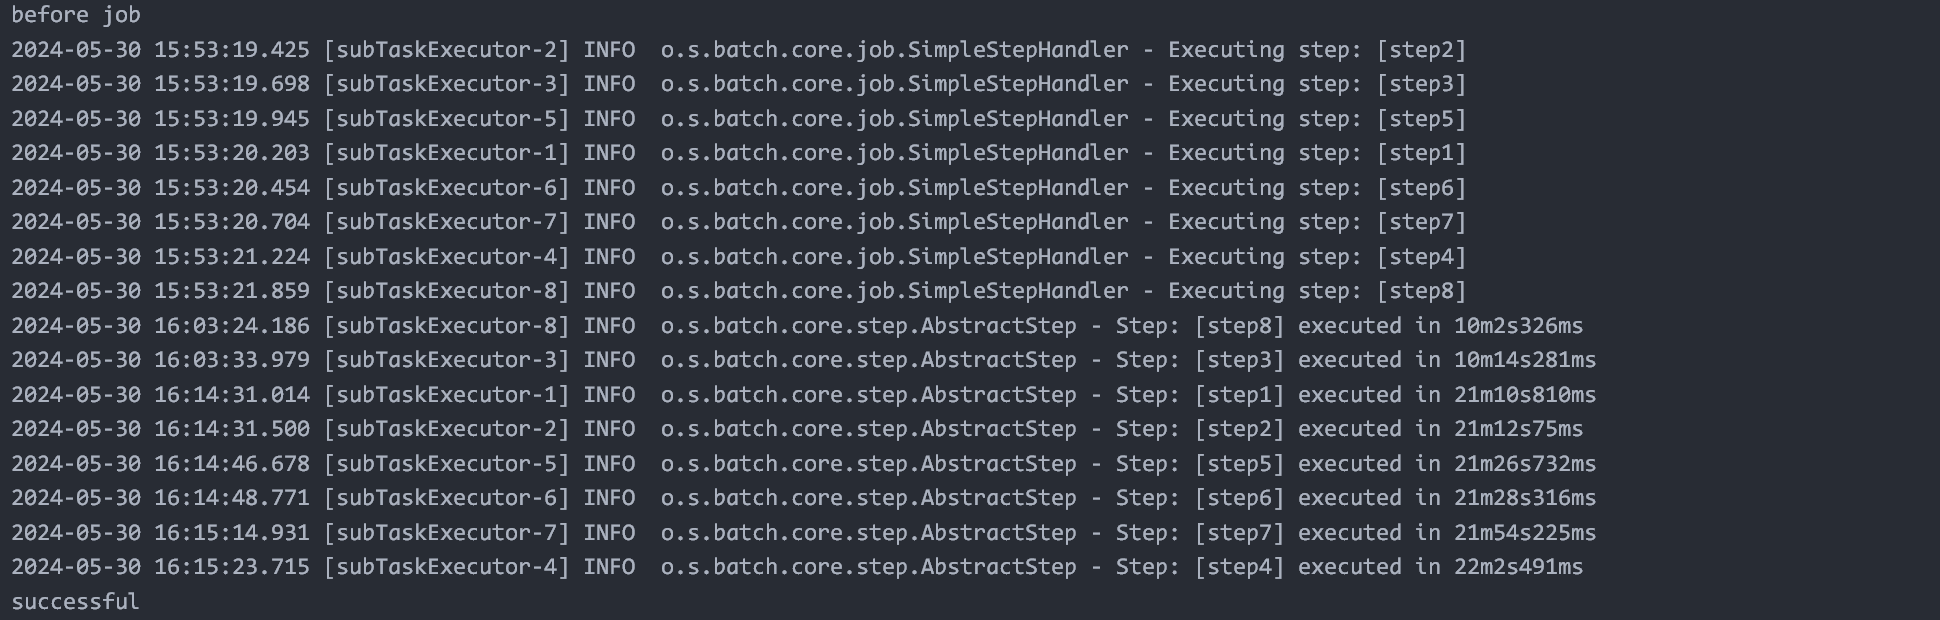 before job
2024-05-30 15:53:19.425 [subTaskExecutor-2] INFO  o.s.batch.core.job.SimpleStepHandler - Executing step: [step2]
2024-05-30 15:53:19.698 [subTaskExecutor-3] INFO  o.s.batch.core.job.SimpleStepHandler - Executing step: [step3]
2024-05-30 15:53:19.945 [subTaskExecutor-5] INFO  o.s.batch.core.job.SimpleStepHandler - Executing step: [step5]
2024-05-30 15:53:20.203 [subTaskExecutor-1] INFO  o.s.batch.core.job.SimpleStepHandler - Executing step: [step1]
2024-05-30 15:53:20.454 [subTaskExecutor-6] INFO  o.s.batch.core.job.SimpleStepHandler - Executing step: [step6]
2024-05-30 15:53:20.704 [subTaskExecutor-7] INFO  o.s.batch.core.job.SimpleStepHandler - Executing step: [step7]
2024-05-30 15:53:21.224 [subTaskExecutor-4] INFO  o.s.batch.core.job.SimpleStepHandler - Executing step: [step4]
2024-05-30 15:53:21.859 [subTaskExecutor-8] INFO  o.s.batch.core.job.SimpleStepHandler - Executing step: [step8]
2024-05-30 16:03:24.186 [subTaskExecutor-8] INFO  o.s.batch.core.step.AbstractStep - Step: [step8] executed in 10m2s326ms
2024-05-30 16:03:33.979 [subTaskExecutor-3] INFO  o.s.batch.core.step.AbstractStep - Step: [step3] executed in 10m14s281ms
2024-05-30 16:14:31.014 [subTaskExecutor-1] INFO  o.s.batch.core.step.AbstractStep - Step: [step1] executed in 21m10s810ms
2024-05-30 16:14:31.500 [subTaskExecutor-2] INFO  o.s.batch.core.step.AbstractStep - Step: [step2] executed in 21m12s75ms
2024-05-30 16:14:46.678 [subTaskExecutor-5] INFO  o.s.batch.core.step.AbstractStep - Step: [step5] executed in 21m26s732ms
2024-05-30 16:14:48.771 [subTaskExecutor-6] INFO  o.s.batch.core.step.AbstractStep - Step: [step6] executed in 21m28s316ms
2024-05-30 16:15:14.931 [subTaskExecutor-7] INFO  o.s.batch.core.step.AbstractStep - Step: [step7] executed in 21m54s225ms
2024-05-30 16:15:23.715 [subTaskExecutor-4] INFO  o.s.batch.core.step.AbstractStep - Step: [step4] executed in 22m2s491ms
successful